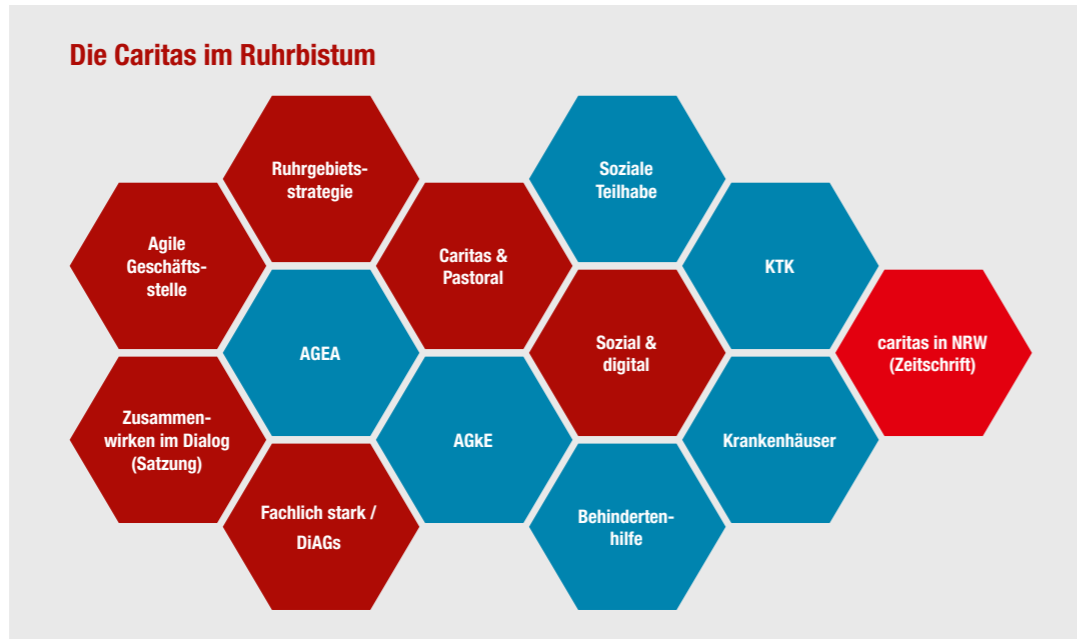 Die Caritas im Ruhrbistum
Ruhrgebiets-
strategie
Soziale
Teilhabe
Agile
Geschäfts-
stelle
Caritas &
Pastoral
KTK
AGEA
Sozial &
digital
caritas in NRW
(Zeitschrift)
Zusammen-
wirken im Dialog
(Satzung)
AGkE
Krankenhäuser
Fachlich stark /
DiAGs
Behinderten-
hilfe